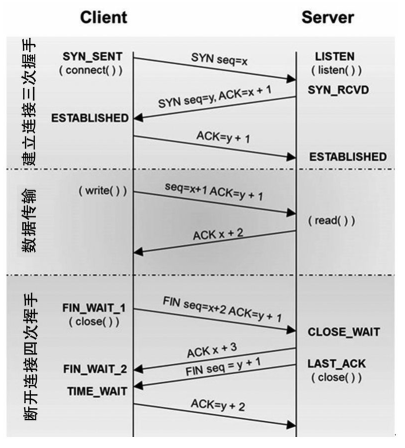 Client Server
建立连接三次握手
SYN_SENT
( connect( ) )
SYN seq=x
LISTEN
( listen( ) )
SYN seq=y, ACK=x + 1
SYN_RCVD
ESTABLISHED
ACK=y + 1
ESTABLISHED
数据传输
( write( ) )
seq=x+1 ACK=y + 1
( read( ) )
ACK x + 2
断开连接四次挥手
FIN_WAIT_1
( close( ) )
FIN seq=x+2 ACK=y + 1
CLOSE_WAIT
ACK x + 3
FIN_WAIT_2
FIN seq = y + 1
LAST_ACK
( close( ) )
TIME_WAIT
ACK=y + 2